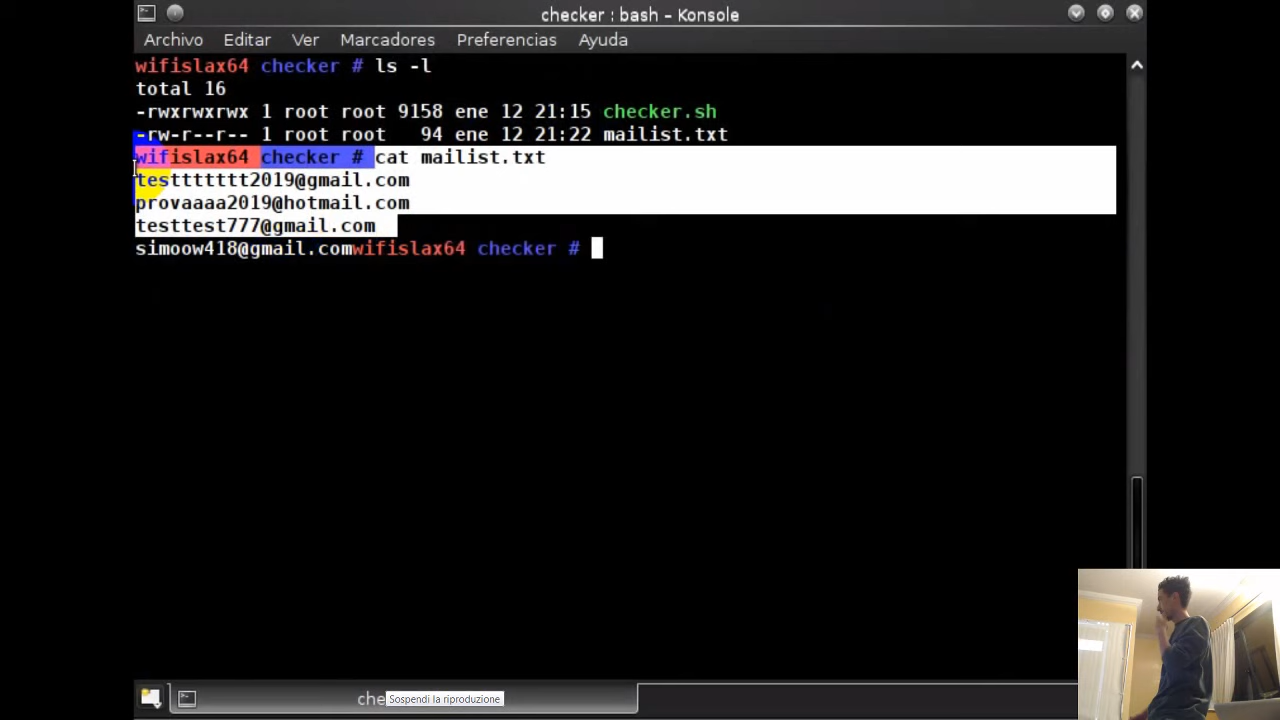 checker : bash – Konsole
Archivo Editar Ver Marcadores Preferencias Ayuda
wifislax64 checker # ls -l
total 16
-rwxrwxrwx 1 root root 9158 ene 12 21:15 checker.sh
-rw-r--r-- 1 root root   94 ene 12 21:22 mailist.txt
wifislax64 checker # cat mailist.txt
testtttttt2019@gmail.com
provaaaa2019@hotmail.com
testtest777@gmail.com
simoow418@gmail.comwifislax64 checker #
che
Sospendi la riproduzione